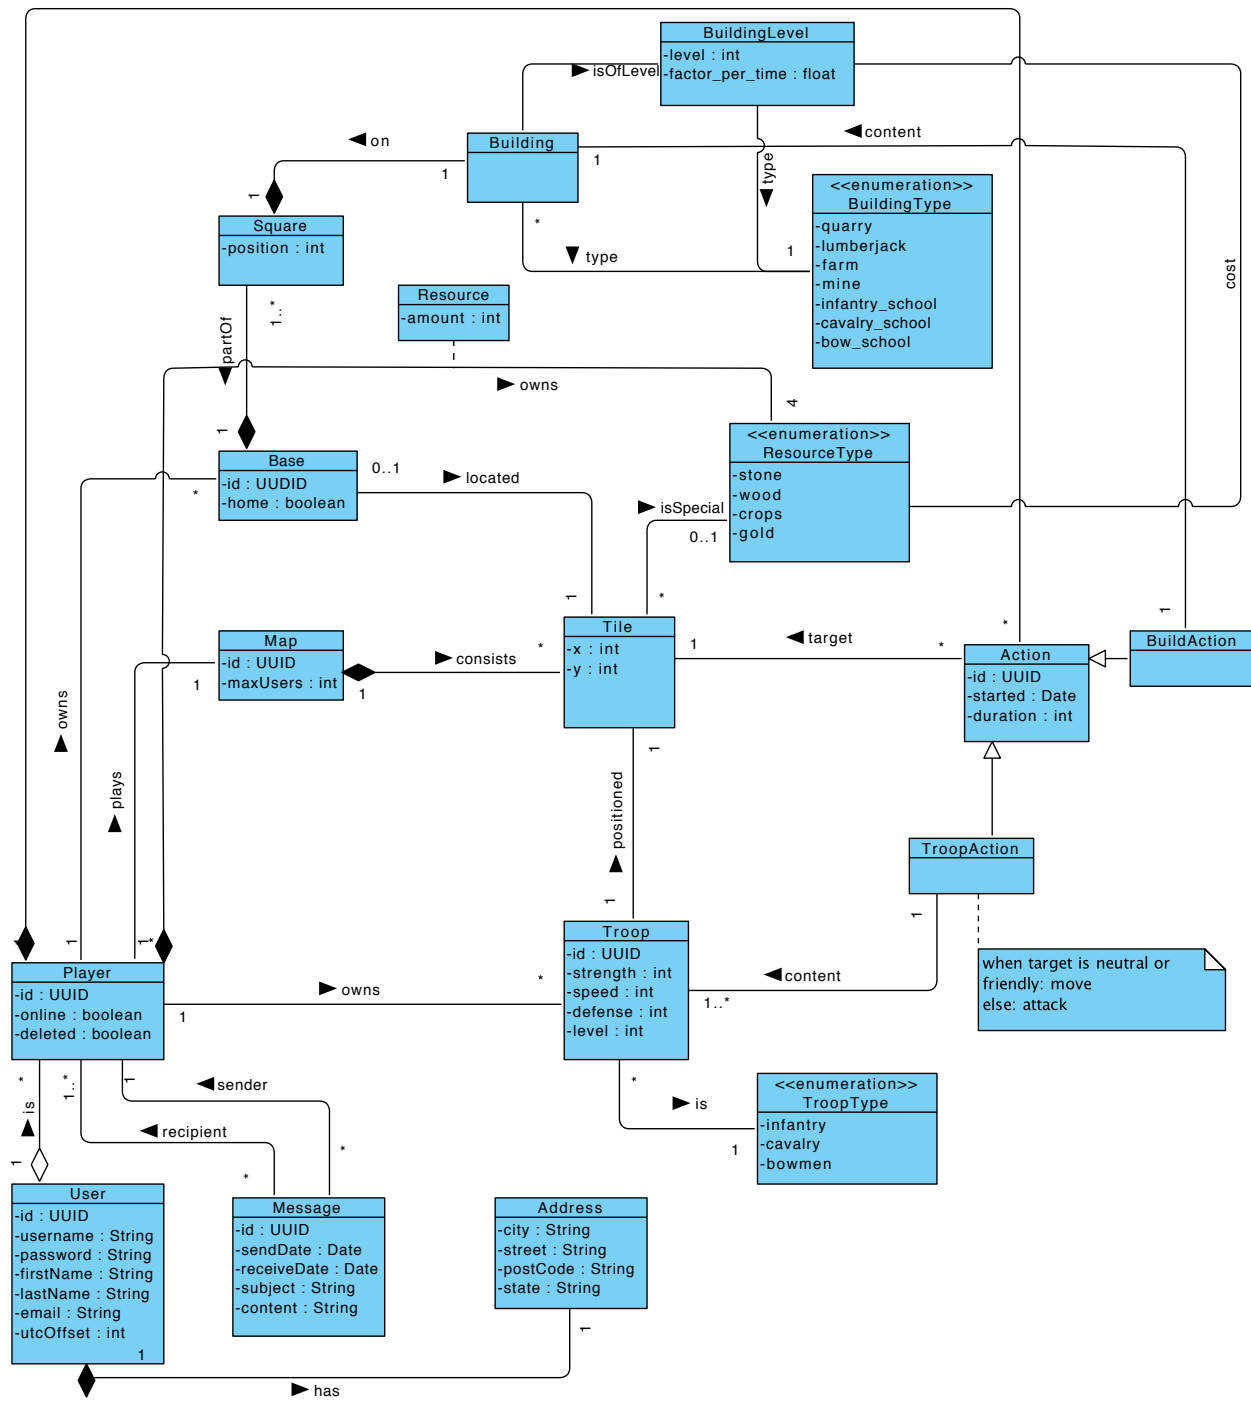 BuildingLevel
-level : int
-factor_per_time : float
isOfLevel
on
Building
content
1
1
type
1
<<enumeration>>
BuildingType
-quarry
-lumberjack
-farm
-mine
-infantry_school
-cavalry_school
-bow_school
*
type
1
Square
-position : int
cost
Resource
-amount : int
1..*
partOf
owns
4
1
<<enumeration>>
ResourceType
-stone
-wood
-crops
-gold
Base
-id : UUDID
-home : boolean
0..1
located
*
isSpecial
0..1
1
*
*
1
Map
-id : UUID
-maxUsers : int
consists
*
1
1
Tile
-x : int
-y : int
1
target
*
Action
-id : UUID
-started : Date
-duration : int
BuildAction
owns
plays
1
positioned
TroopAction
1
1
1
1
1
*
Player
-id : UUID
-online : boolean
-deleted : boolean
owns
1
*
Troop
-id : UUID
-strength : int
-speed : int
-defense : int
-level : int
content
1..*
when target is neutral or
friendly: move
else: attack
*
is
1
1..*
1
sender
recipient
*
*
*
is
1
<<enumeration>>
TroopType
-infantry
-cavalry
-bowmen
User
-id : UUID
-username : String
-password : String
-firstName : String
-lastName : String
-email : String
-utcOffset : int
1
Message
-id : UUID
-sendDate : Date
-receiveDate : Date
-subject : String
-content : String
Address
-city : String
-street : String
-postCode : String
-state : String
1
has